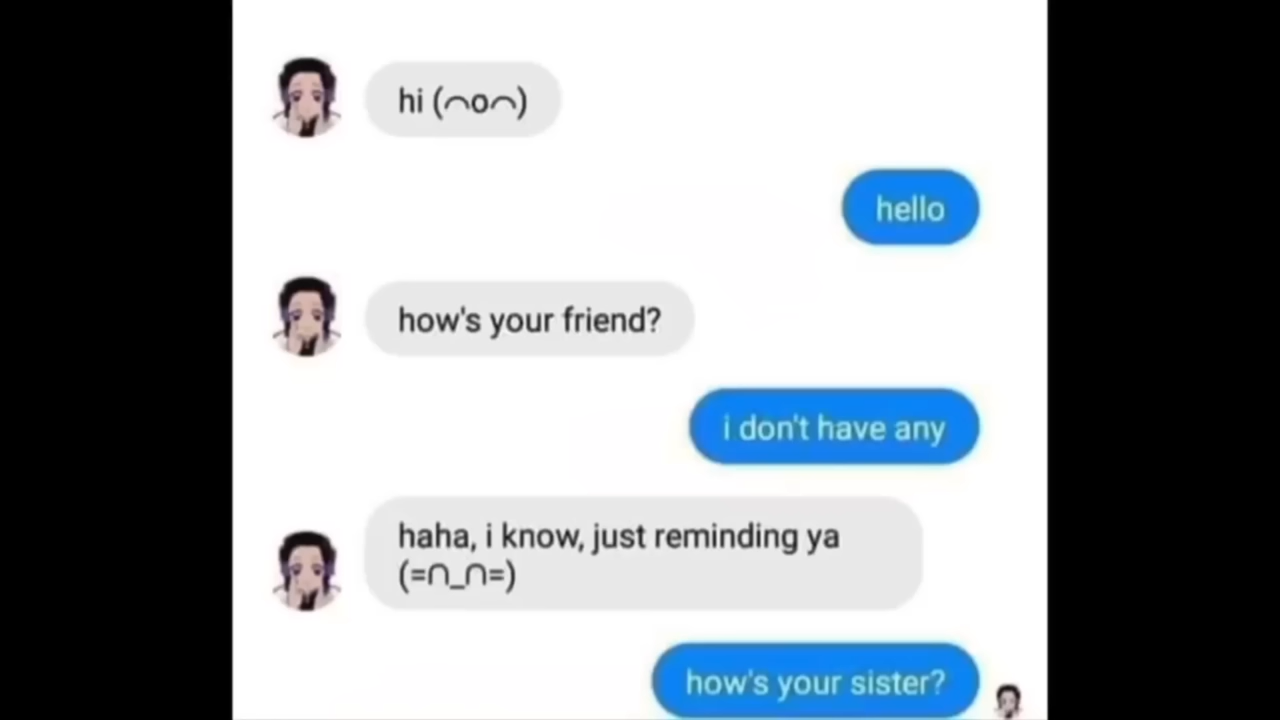 hi (⌒o⌒)
hello
how's your friend?
i don't have any
haha, i know, just reminding ya
(=∩_∩=)
how's your sister?